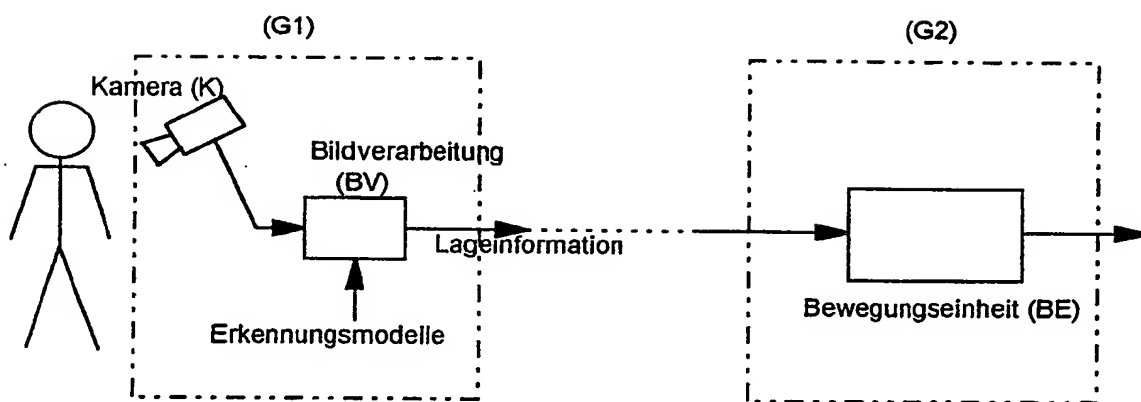 (G1)
(G2)
Kamera (K)
Bildverarbeitung
(BV)
Lageinformation
Erkennungsmodelle
Bewegungseinheit (BE)